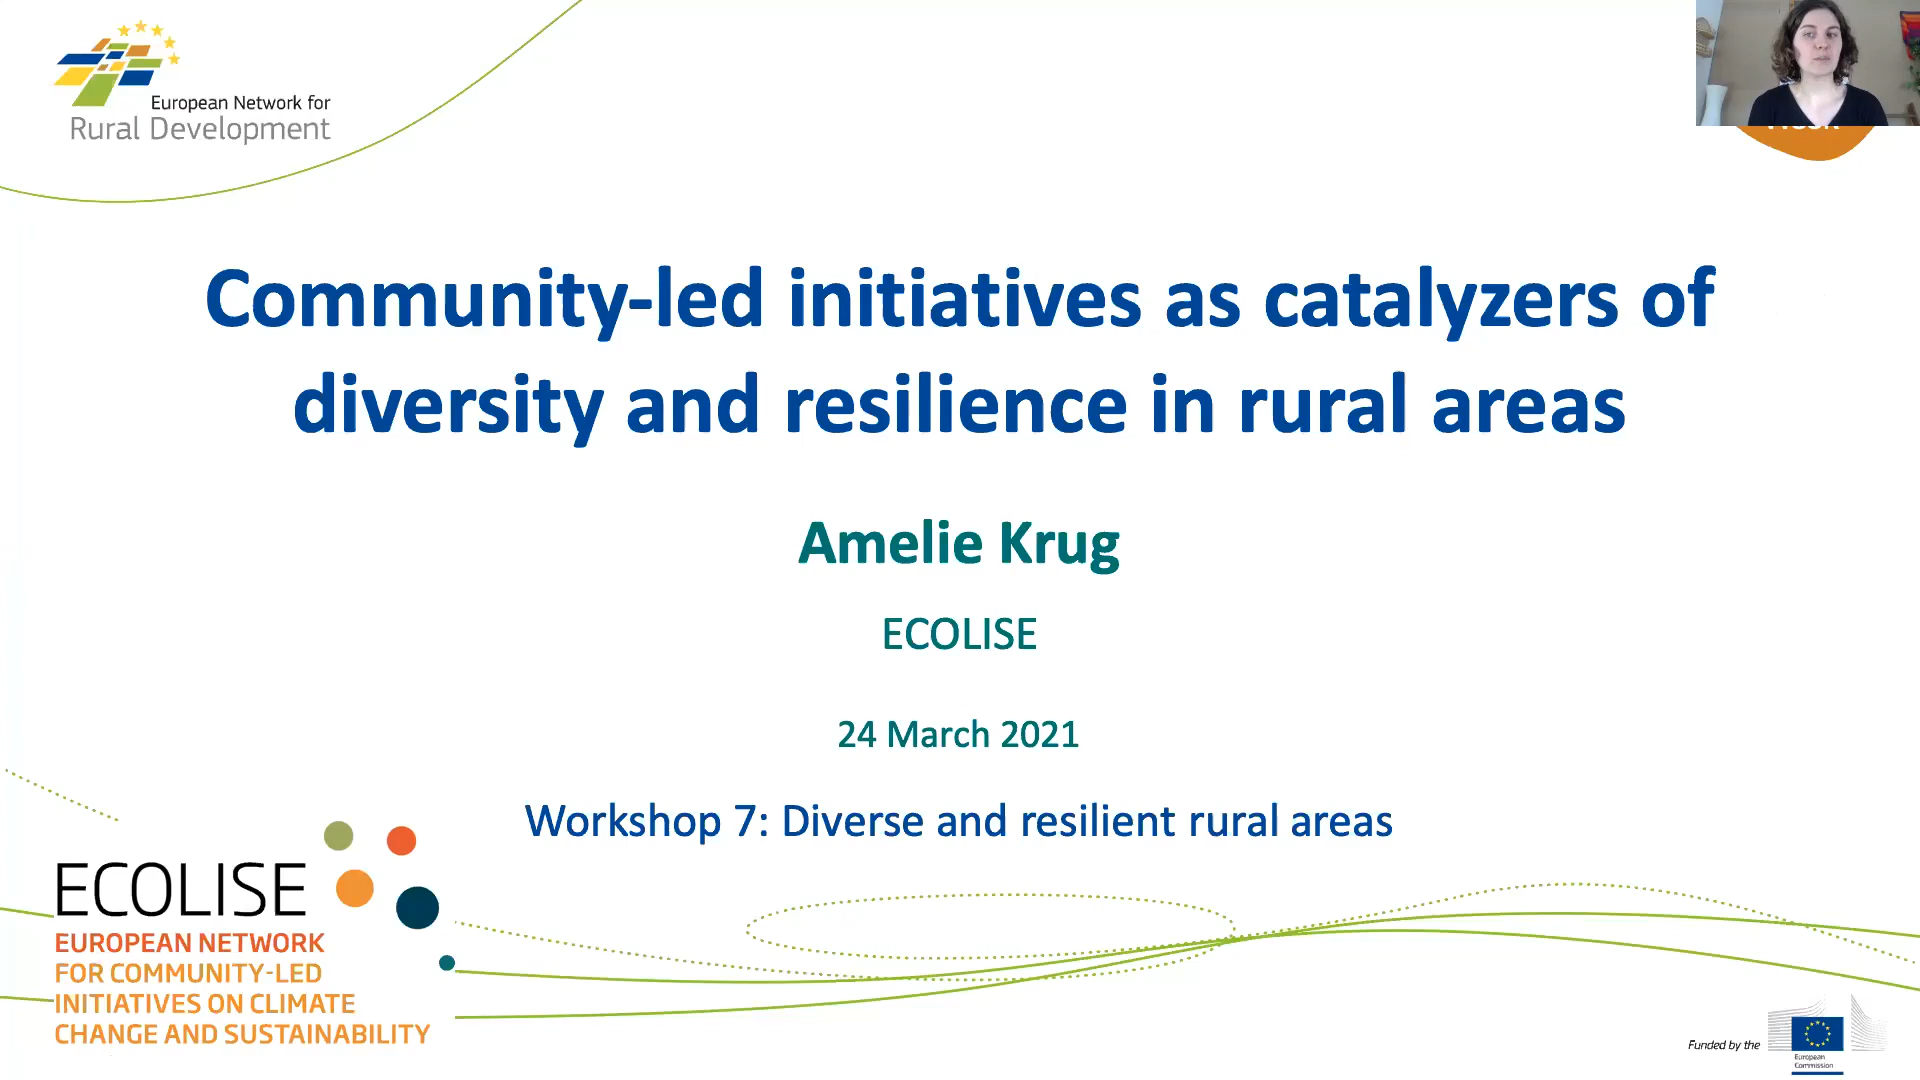 European Network for
Rural Development
Community-led initiatives as catalyzers of
diversity and resilience in rural areas
Amelie Krug
ECOLISE
24 March 2021
Workshop 7: Diverse and resilient rural areas
ECOLISE
EUROPEAN NETWORK
FOR COMMUNITY-LED
INITIATIVES ON CLIMATE
CHANGE AND SUSTAINABILITY
Funded by the
European
Commission